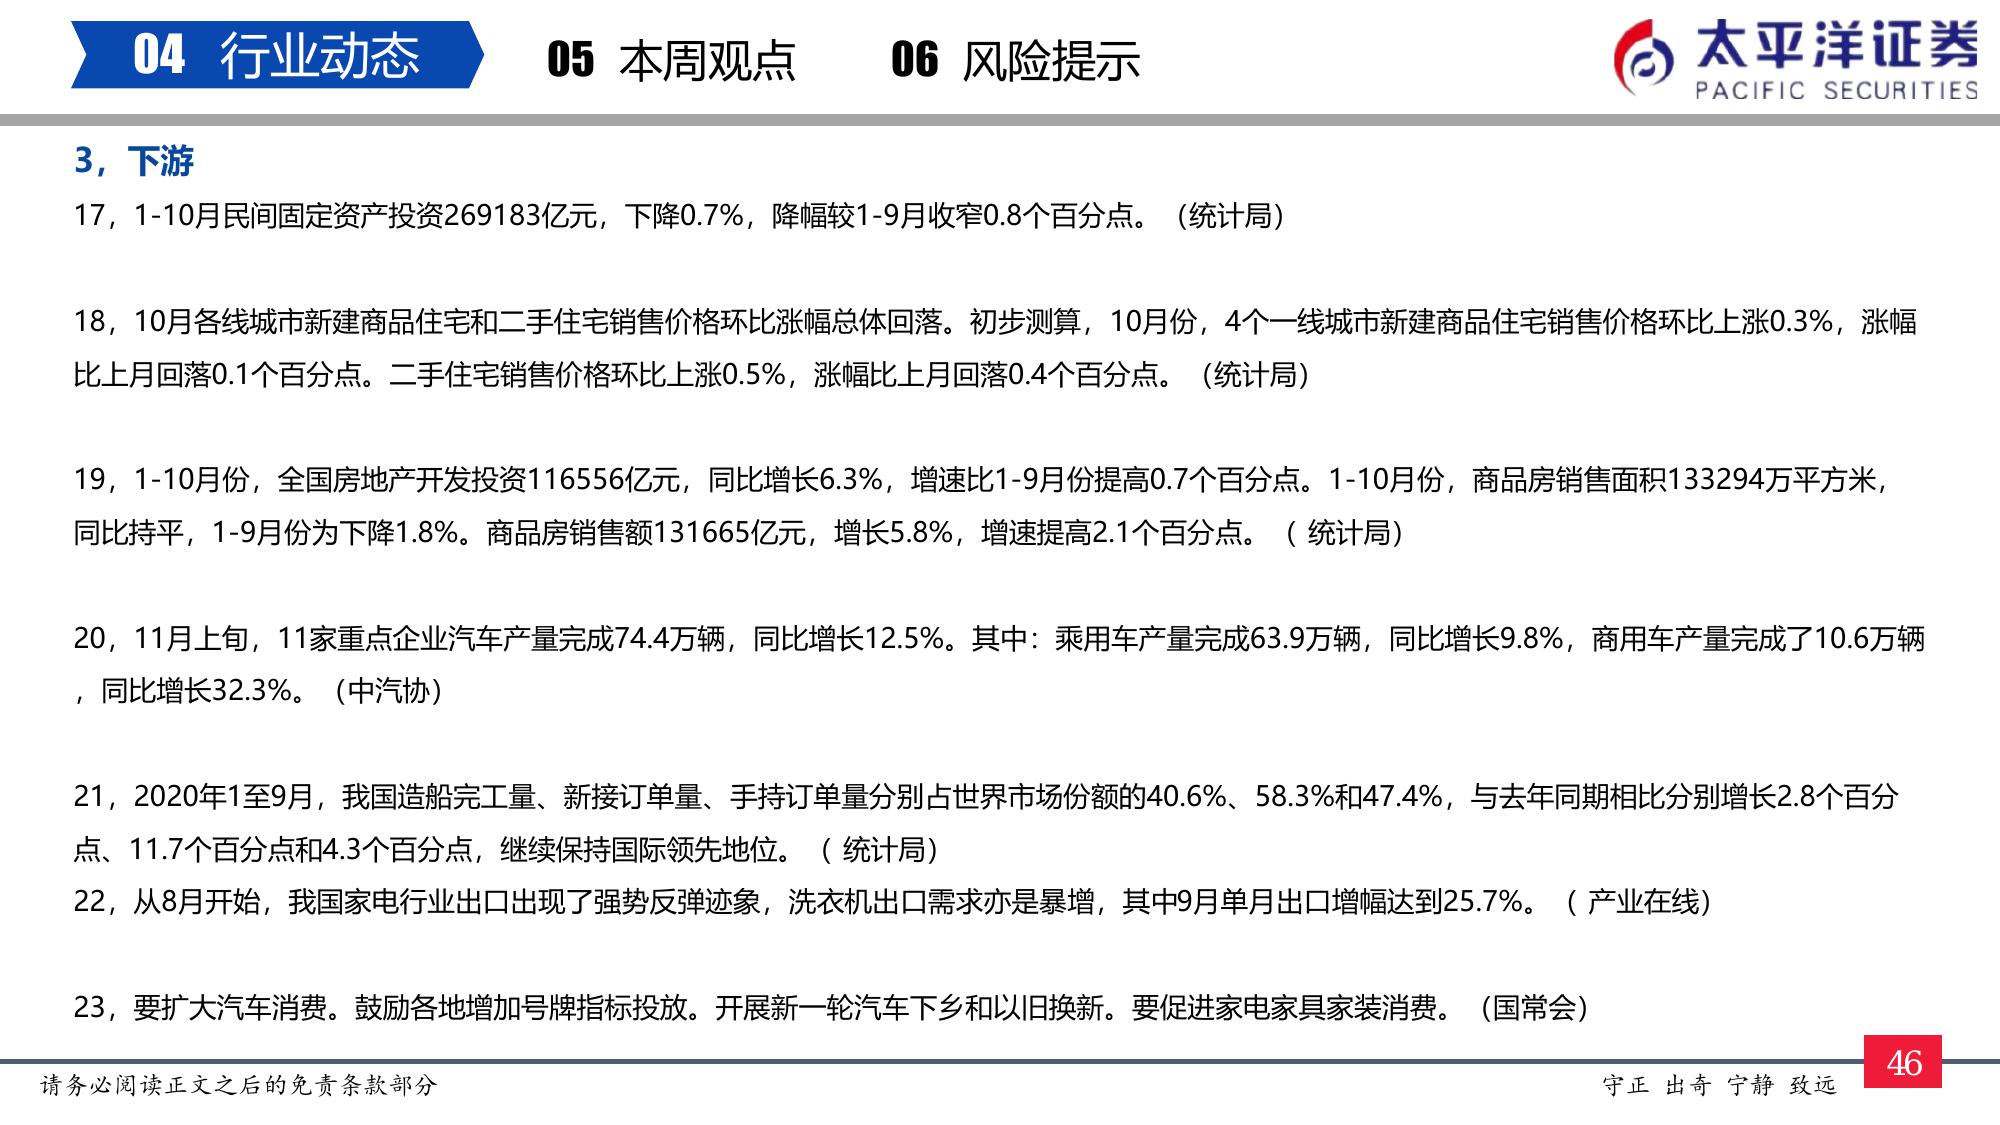 04 行业动态 05 本周观点 06 风险提示
太平洋证券
PACIFIC SECURITIES
3，下游
17，1-10月民间固定资产投资269183亿元，下降0.7%，降幅较1-9月收窄0.8个百分点。（统计局）
18，10月各线城市新建商品住宅和二手住宅销售价格环比涨幅总体回落。初步测算，10月份，4个一线城市新建商品住宅销售价格环比上涨0.3%，涨幅
比上月回落0.1个百分点。二手住宅销售价格环比上涨0.5%，涨幅比上月回落0.4个百分点。（统计局）
19，1-10月份，全国房地产开发投资116556亿元，同比增长6.3%，增速比1-9月份提高0.7个百分点。1-10月份，商品房销售面积133294万平方米，
同比持平，1-9月份为下降1.8%。商品房销售额131665亿元，增长5.8%，增速提高2.1个百分点。（ 统计局）
20，11月上旬，11家重点企业汽车产量完成74.4万辆，同比增长12.5%。其中：乘用车产量完成63.9万辆，同比增长9.8%，商用车产量完成了10.6万辆
，同比增长32.3%。（中汽协）
21，2020年1至9月，我国造船完工量、新接订单量、手持订单量分别占世界市场份额的40.6%、58.3%和47.4%，与去年同期相比分别增长2.8个百分
点、11.7个百分点和4.3个百分点，继续保持国际领先地位。（ 统计局）
22，从8月开始，我国家电行业出口出现了强势反弹迹象，洗衣机出口需求亦是暴增，其中9月单月出口增幅达到25.7%。（ 产业在线）
23，要扩大汽车消费。鼓励各地增加号牌指标投放。开展新一轮汽车下乡和以旧换新。要促进家电家具家装消费。（国常会）
请务必阅读正文之后的免责条款部分
守正 出奇 宁静 致远
46